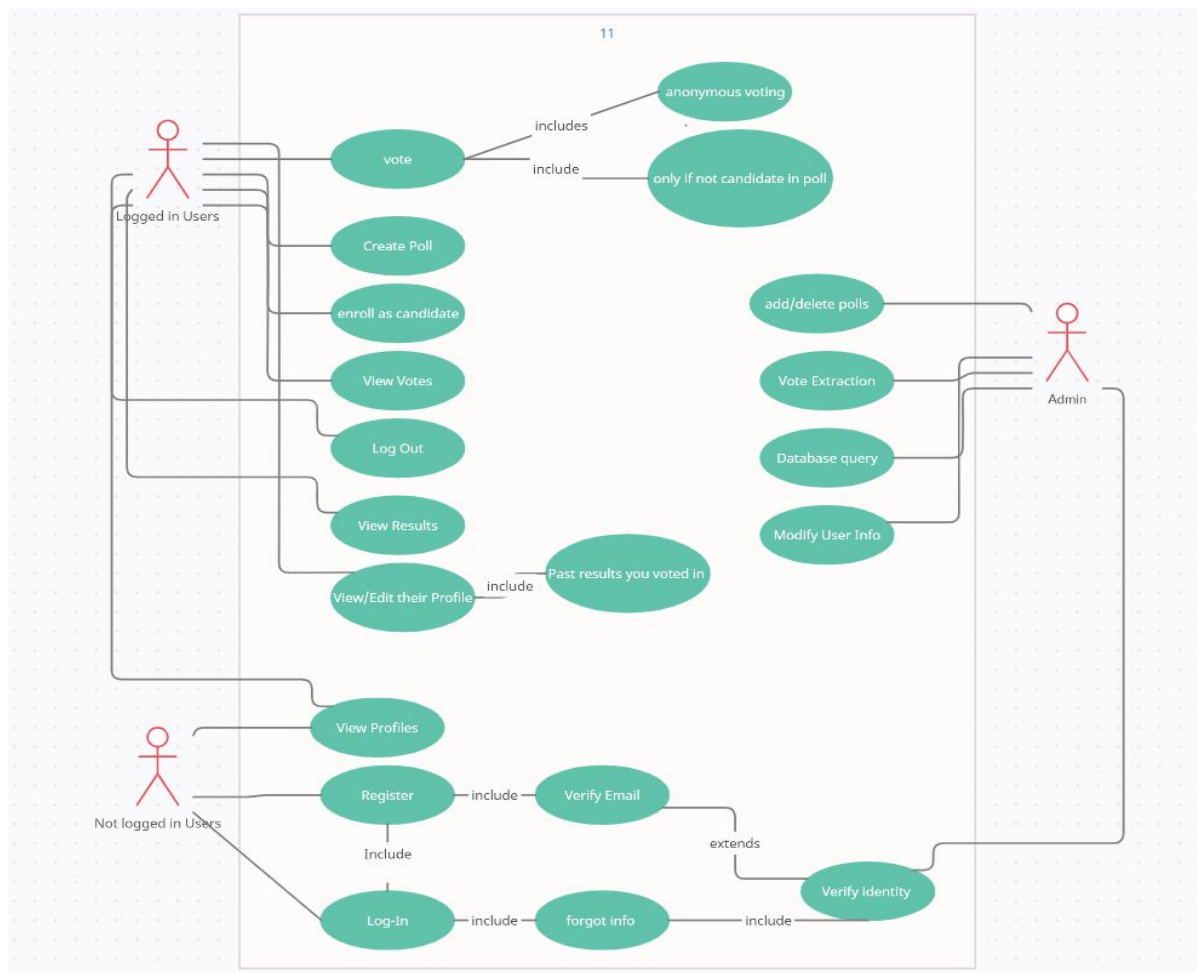 11
anonymous voting
includes
vote
include
only if not candidate in poll
Logged in Users
Create Poll
add/delete polls
enroll as candidate
View Votes
Vote Extraction
Admin
Log Out
Database query
View Results
Modify User Info
Past results you voted in
include
View/Edit their Profile
View Profiles
Register
include
Verify Email
Not logged in Users
extends
Include
Verify identity
Log-In
include
forgot info
include